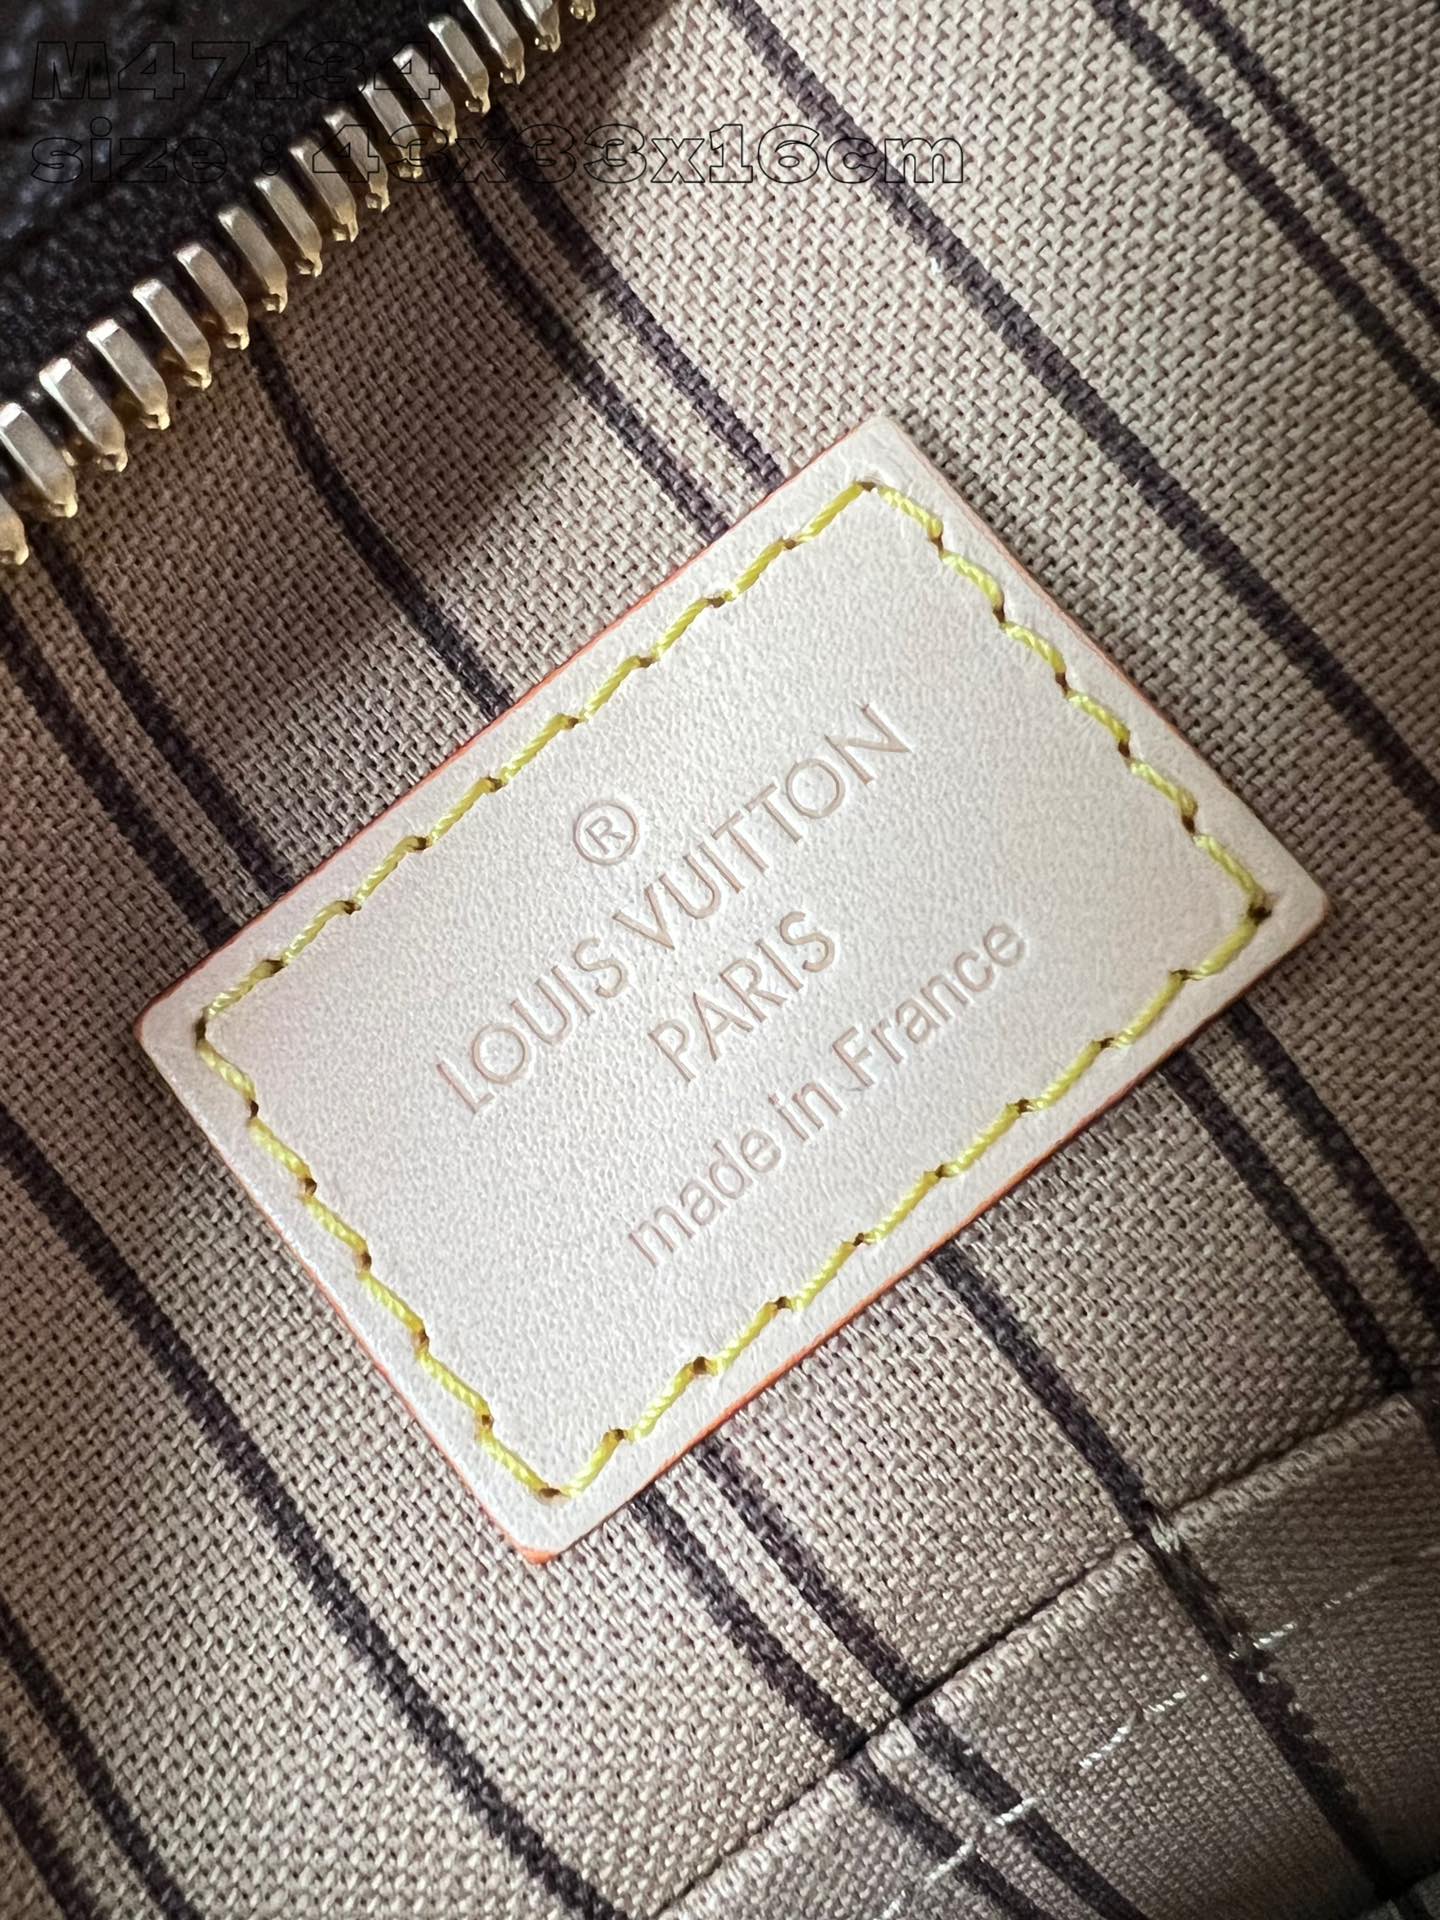 M47134
size : 43x33x16cm
®
LOUIS VUITTON
PARIS
made in France